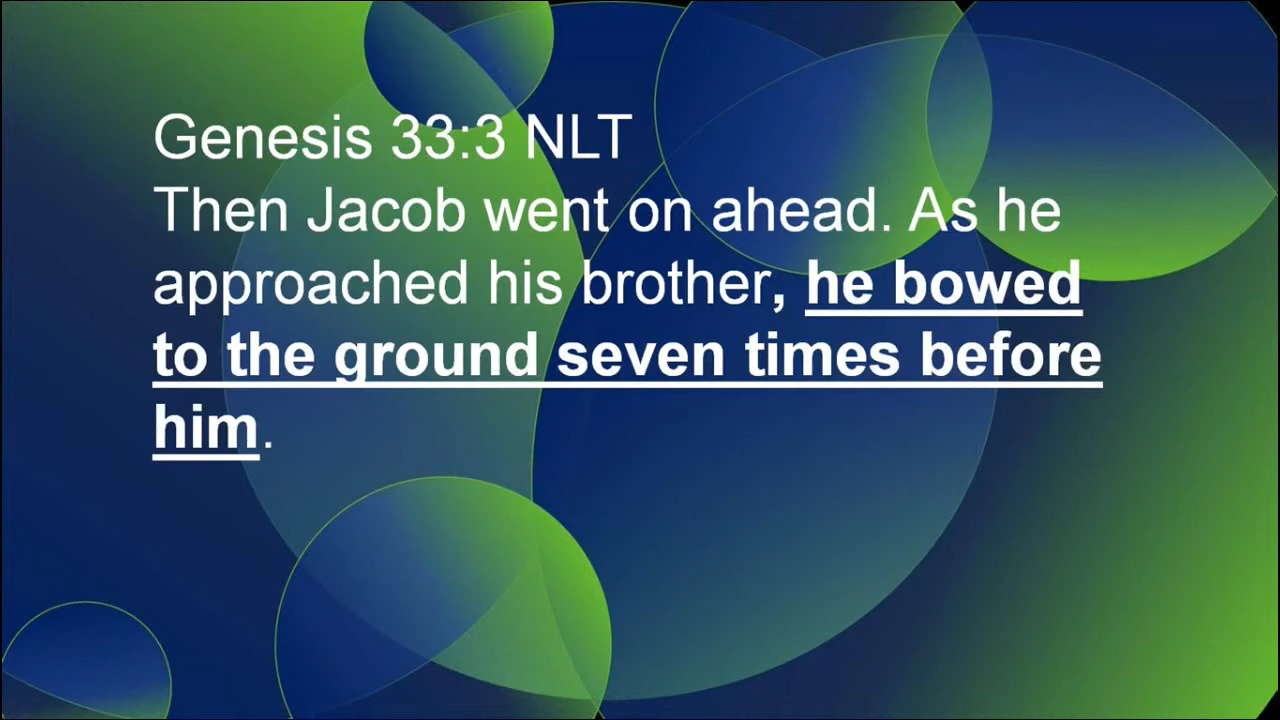 Genesis 33:3 NLT
Then Jacob went on ahead. As he
approached his brother, he bowed
to the ground seven times before
him.